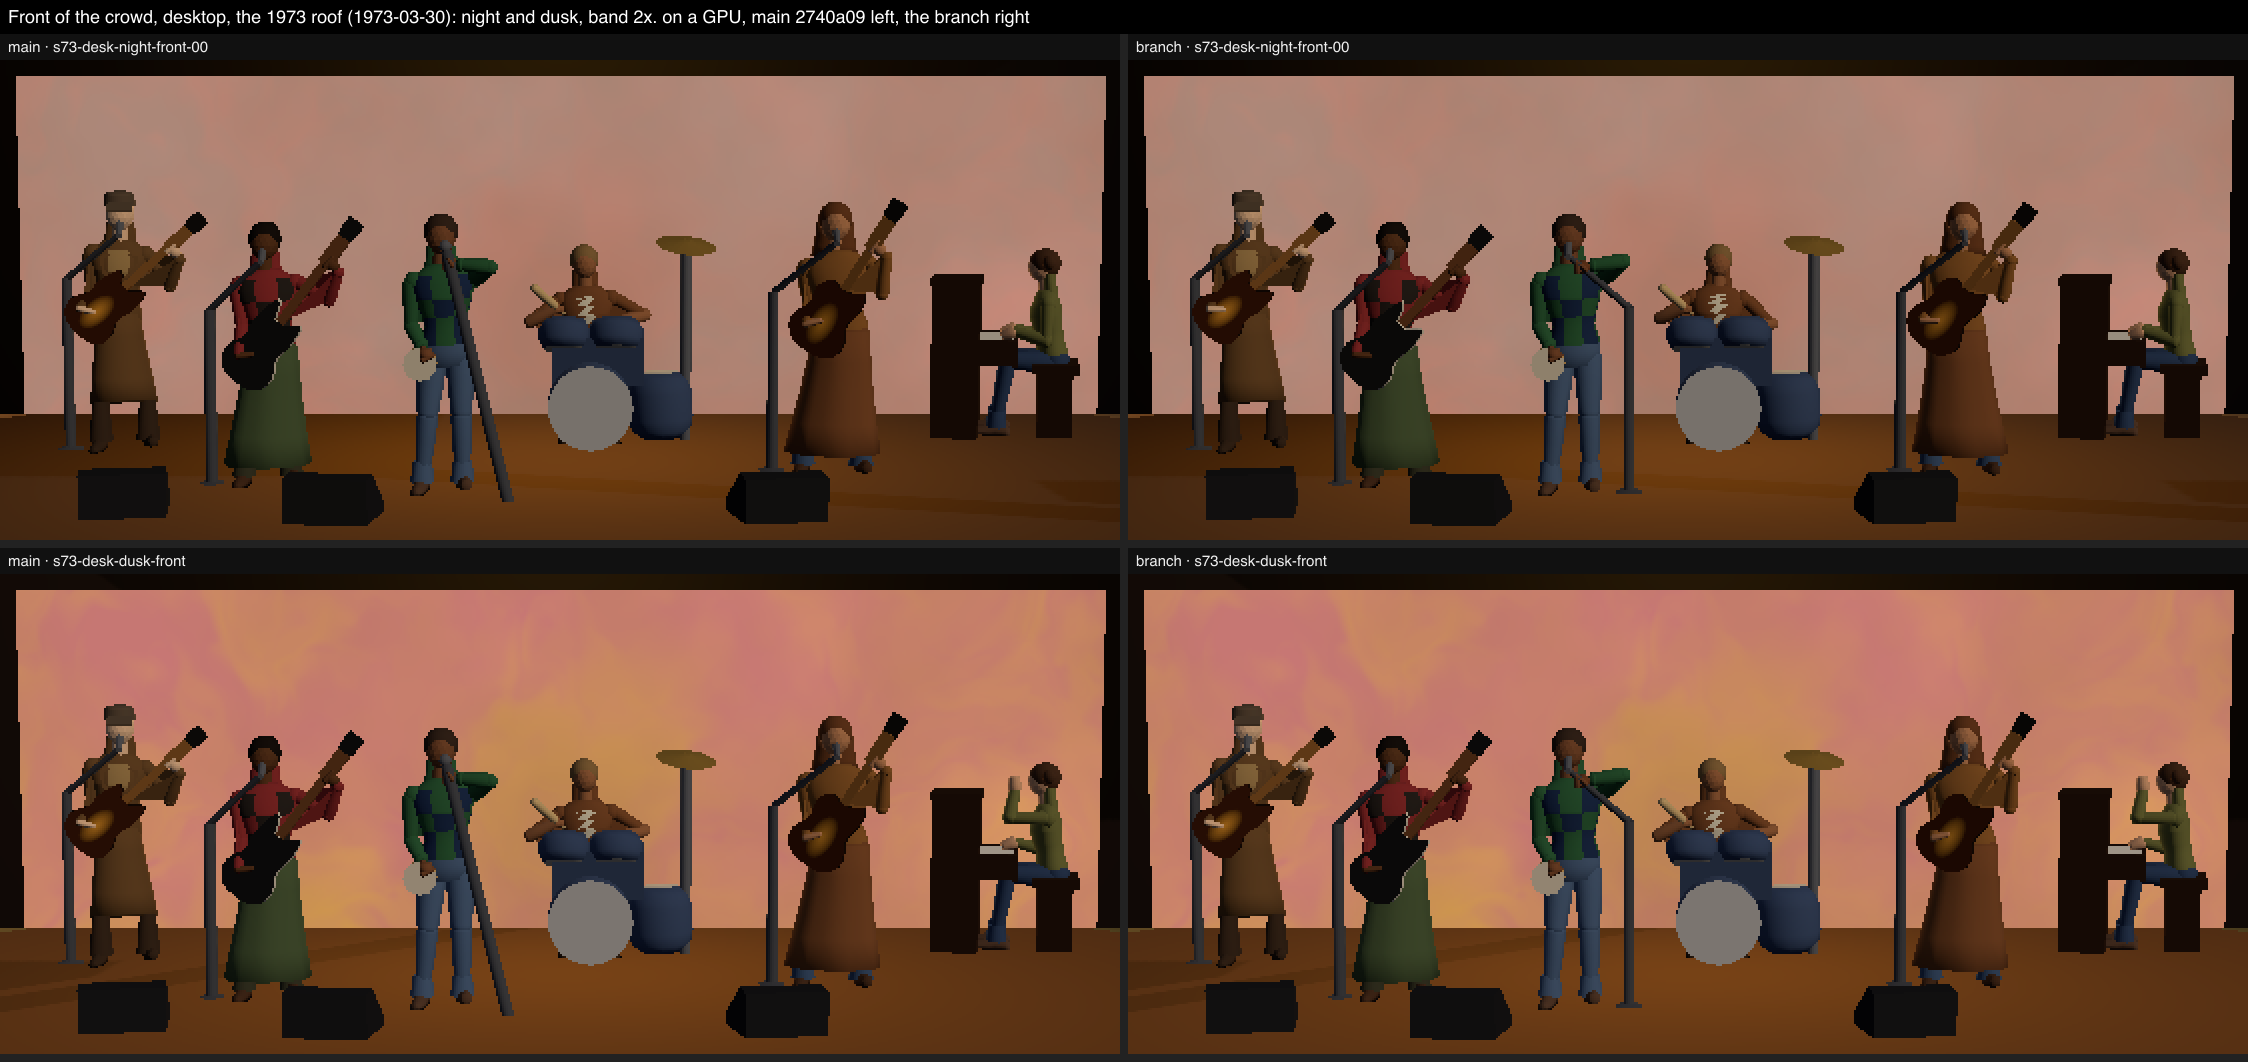 Front of the crowd, desktop, the 1973 roof (1973-03-30): night and dusk, band 2x. on a GPU, main 2740a09 left, the branch right
main · s73-desk-night-front-00
branch · s73-desk-night-front-00
main · s73-desk-dusk-front
branch · s73-desk-dusk-front